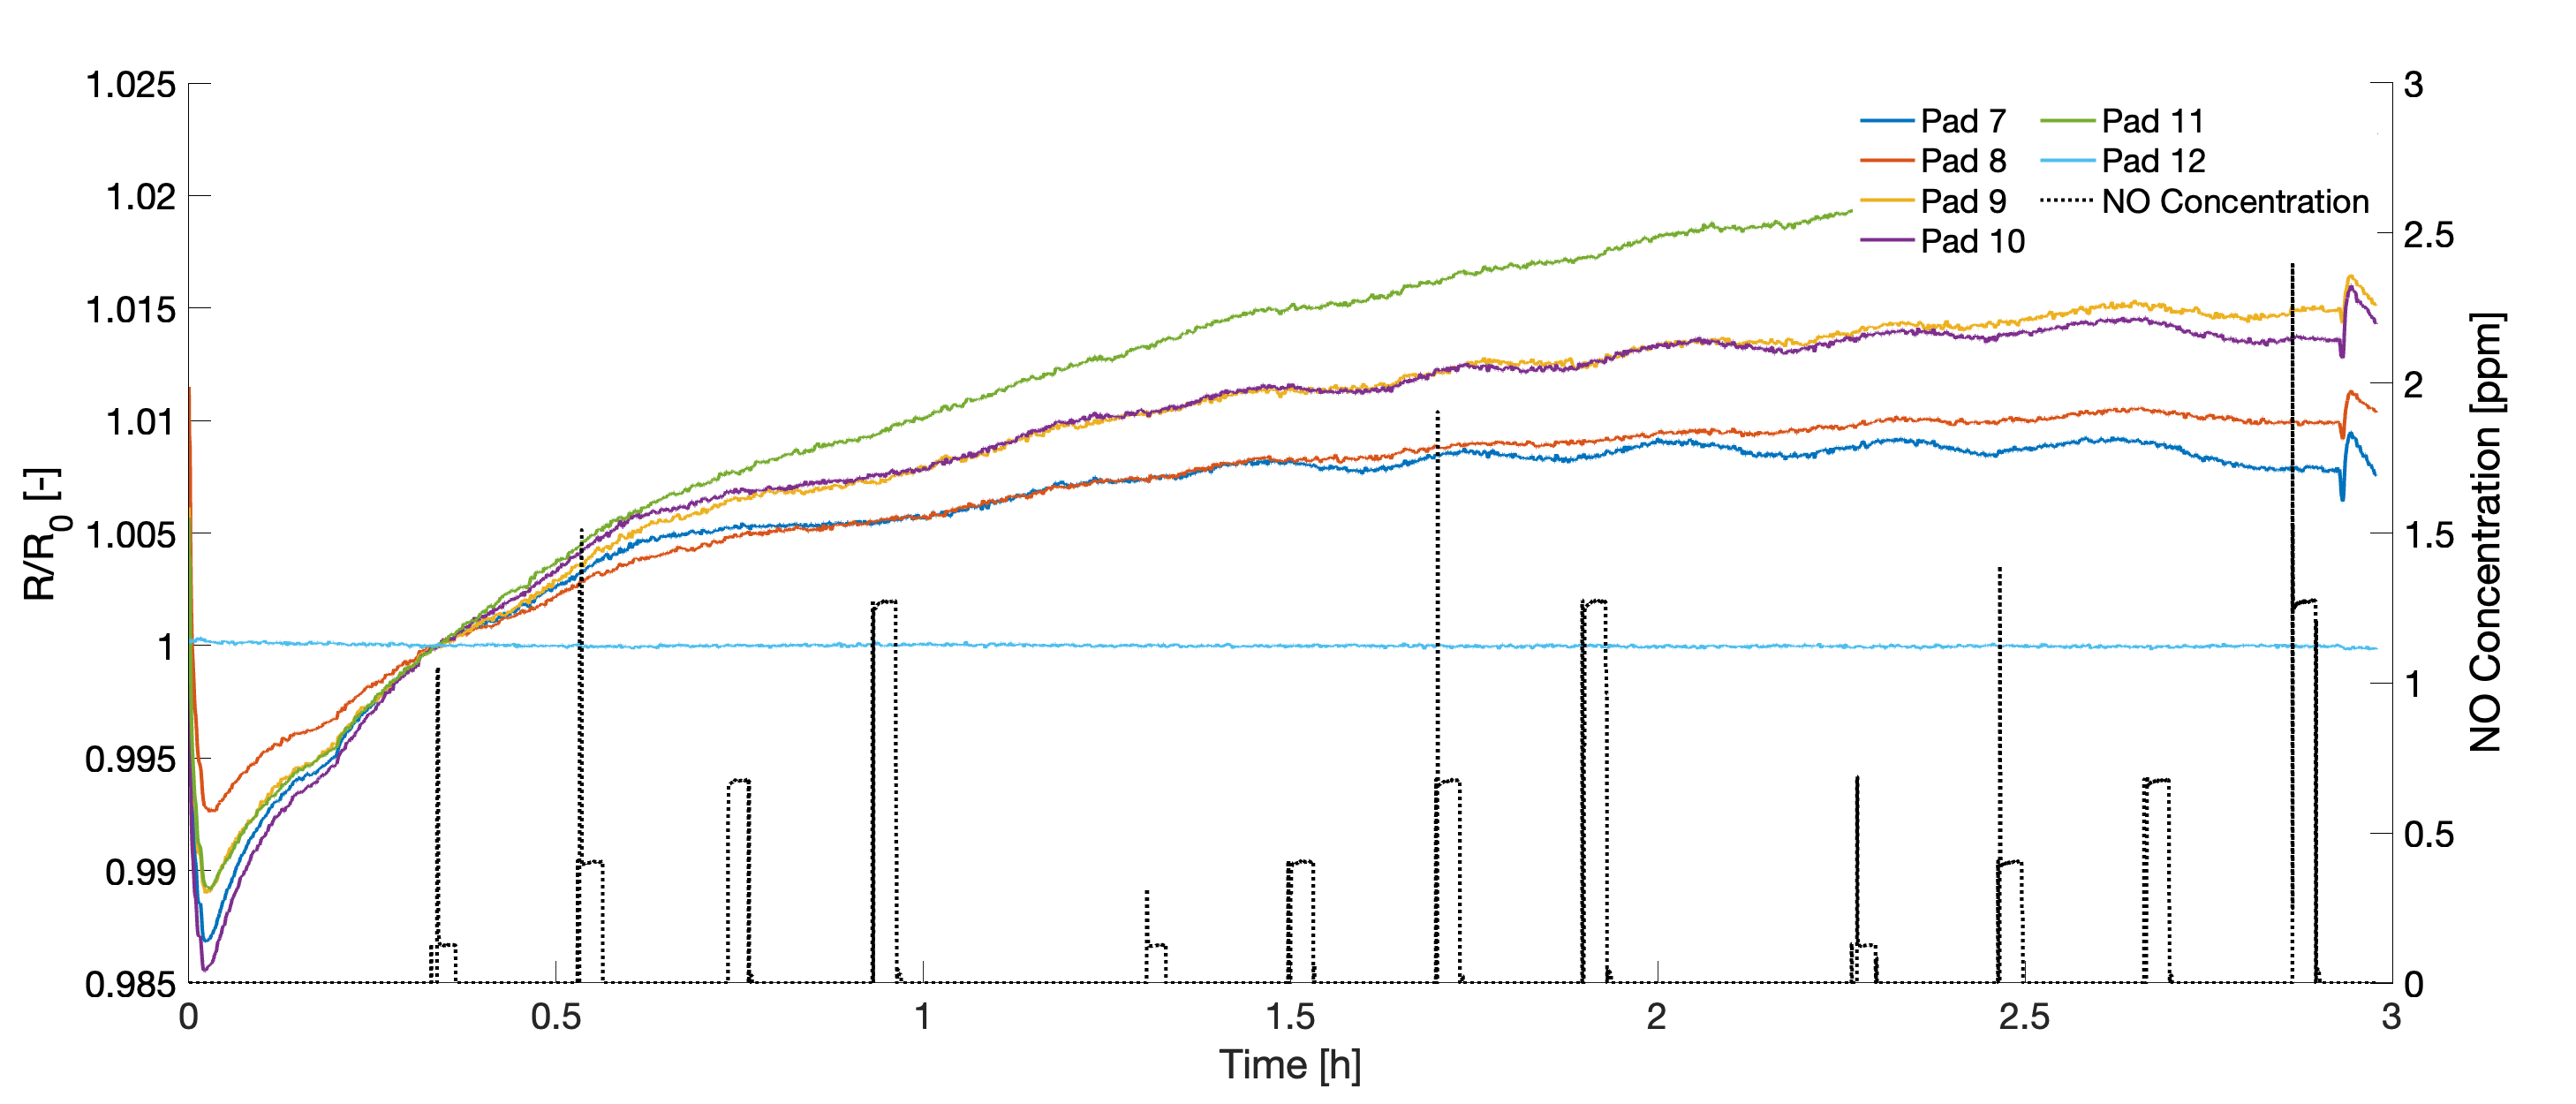 1.025
1.02
1.015
1.01
1.005
1
0.995
0.99
0.985
R/R₀ [-]
0
0.5
1
1.5
2
2.5
3
Time [h]
3
2.5
2
1.5
1
0.5
0
NO Concentration [ppm]
Pad 7
Pad 8
Pad 9
Pad 10
Pad 11
Pad 12
NO Concentration